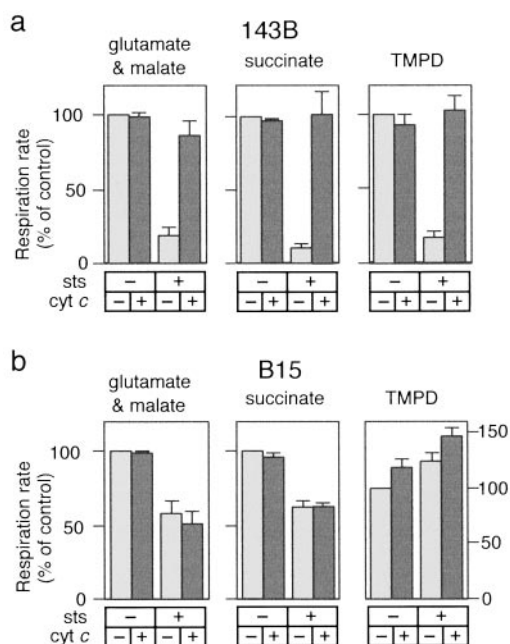 a
143B
glutamate
& malate
succinate
TMPD
Respiration rate
(% of control)
100
50
0
sts − + − + − +
cyt c − + − + − + − + − + − +
b
B15
glutamate
& malate
succinate
TMPD
Respiration rate
(% of control)
100
50
0
150
100
50
0
sts − + − + − +
cyt c − + − + − + − + − + − +